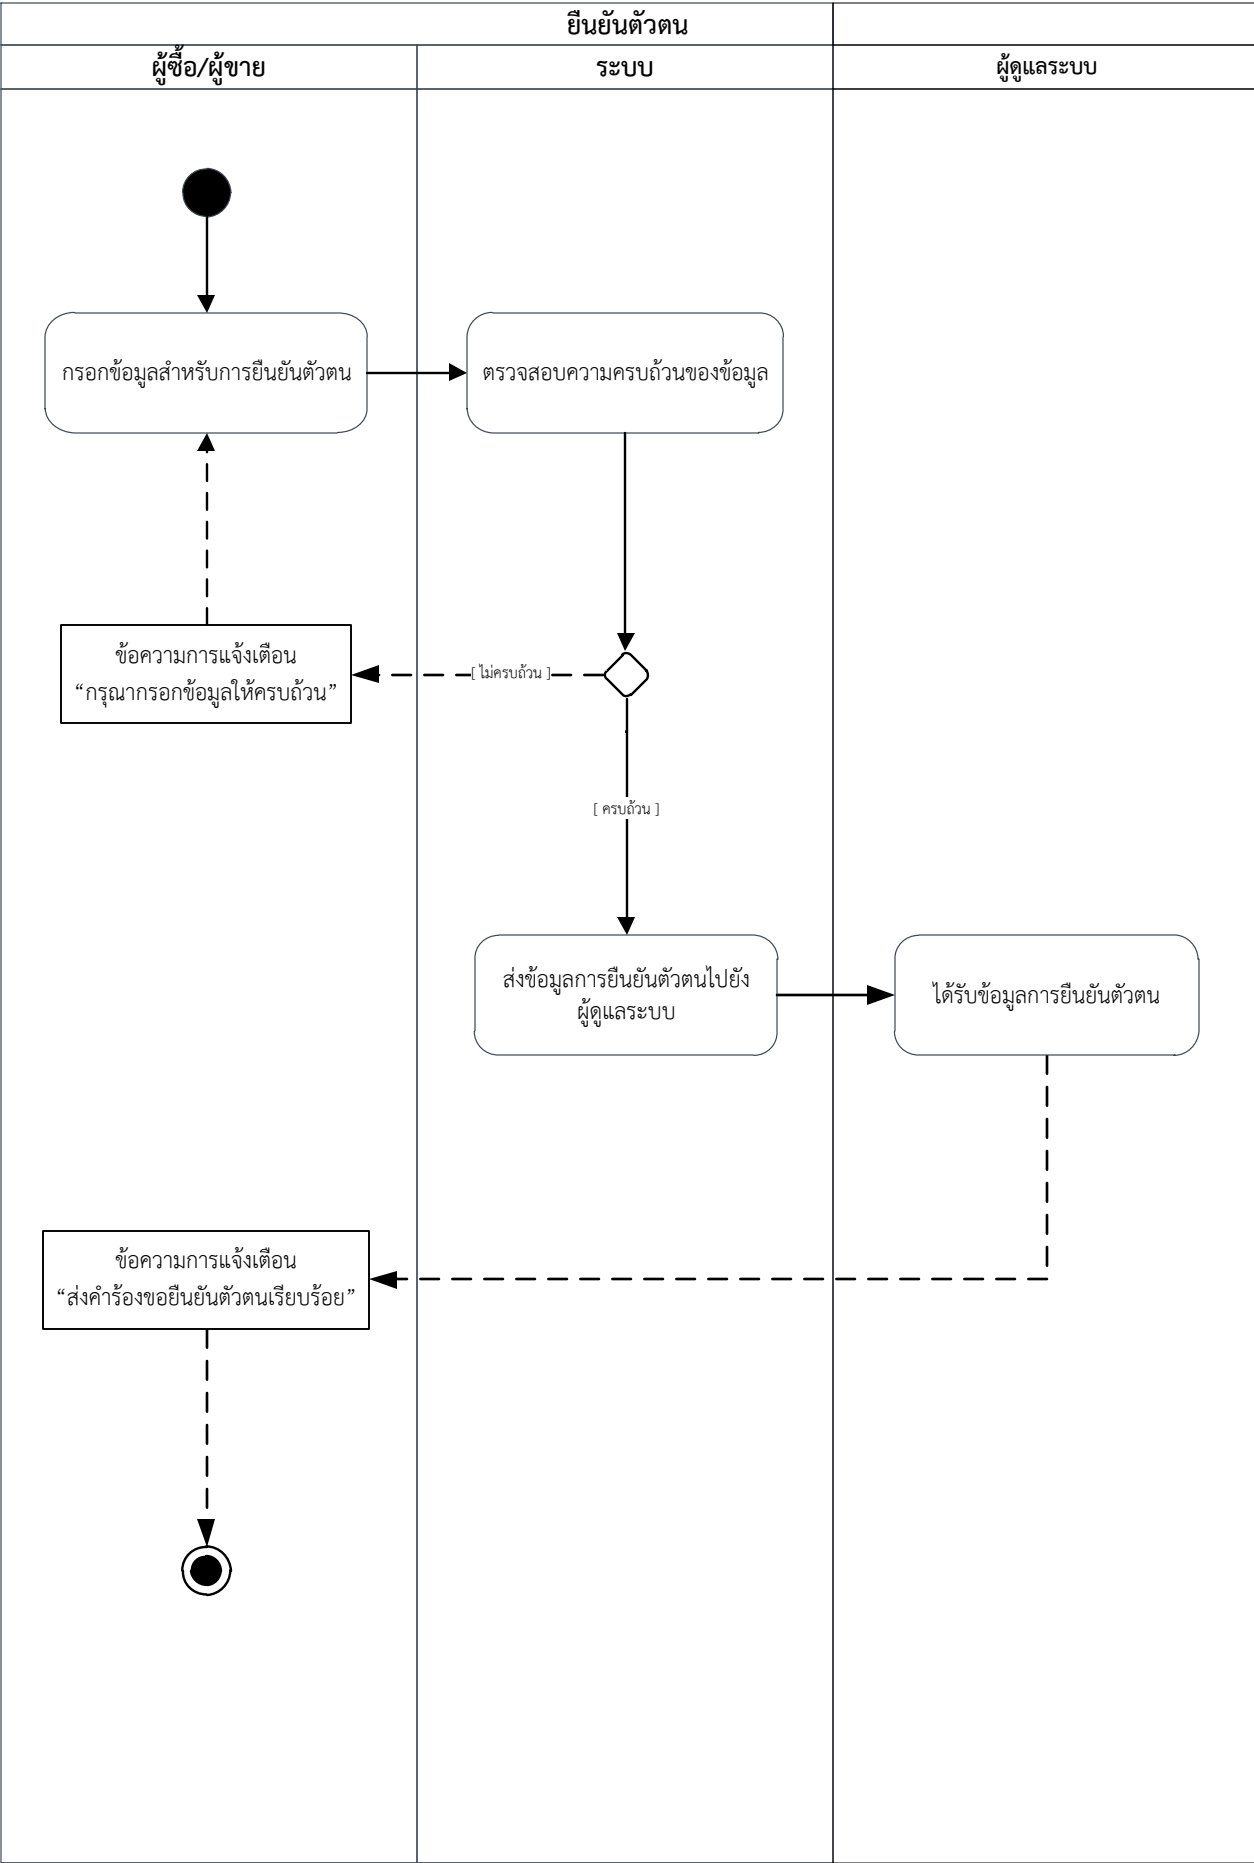 ยืนยันตัวตน
ผู้ซื้อ/ผู้ขาย
ระบบ
ผู้ดูแลระบบ
กรอกข้อมูลสำหรับการยืนยันตัวตน
ตรวจสอบความครบถ้วนของข้อมูล
ข้อความการแจ้งเตือน
“กรุณากรอกข้อมูลให้ครบถ้วน”
[ ไม่ครบถ้วน ]
[ ครบถ้วน ]
ส่งข้อมูลการยืนยันตัวตนไปยัง
ผู้ดูแลระบบ
ได้รับข้อมูลการยืนยันตัวตน
ข้อความการแจ้งเตือน
“ส่งคำร้องขอยืนยันตัวตนเรียบร้อย”